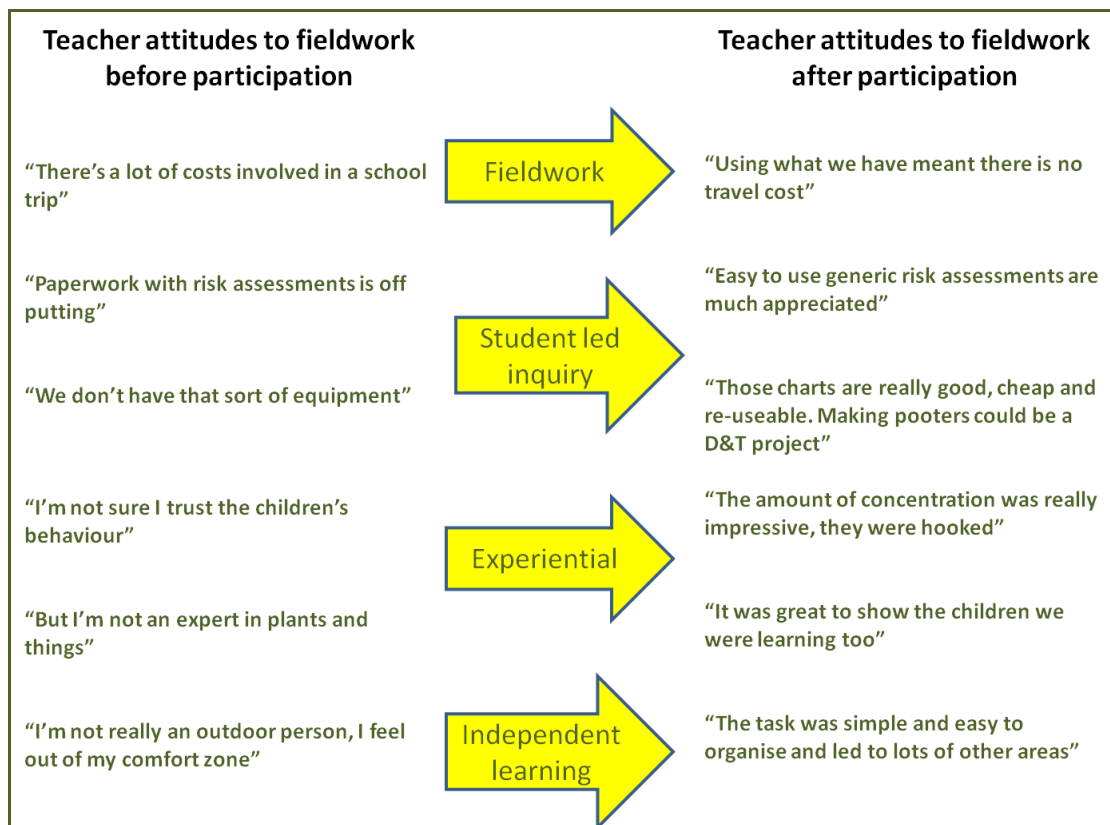 Teacher attitudes to fieldwork
before participation
Teacher attitudes to fieldwork
after participation
“There’s a lot of costs involved in a school
trip”
Fieldwork
“Using what we have meant there is no
travel cost”
“Paperwork with risk assessments is off
putting”
Student led
inquiry
“Easy to use generic risk assessments are
much appreciated”
“We don’t have that sort of equipment”
“Those charts are really good, cheap and
re-useable. Making pooters could be a
D&T project”
“I’m not sure I trust the children’s
behaviour”
Experiential
“The amount of concentration was really
impressive, they were hooked”
“But I’m not an expert in plants and
things”
“It was great to show the children we
were learning too”
“I’m not really an outdoor person, I feel
out of my comfort zone”
Independent
learning
“The task was simple and easy to
organise and led to lots of other areas”